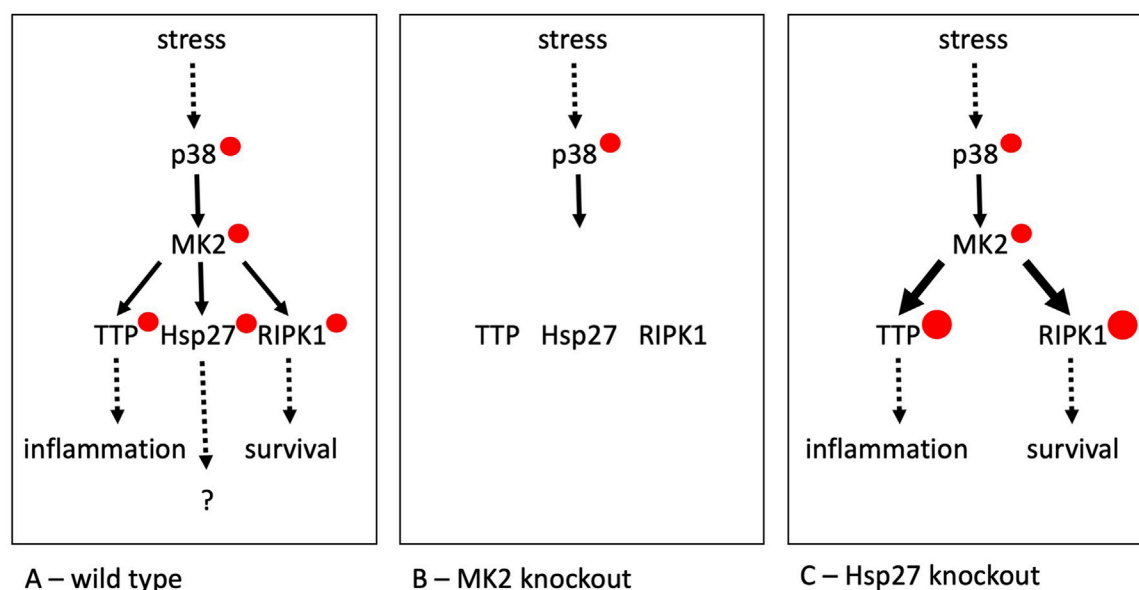 stress
p38
MK2
TTP Hsp27 RIPK1
inflammation survival
?
A – wild type
stress
p38
TTP Hsp27 RIPK1
B – MK2 knockout
stress
p38
MK2
TTP RIPK1
inflammation survival
C – Hsp27 knockout